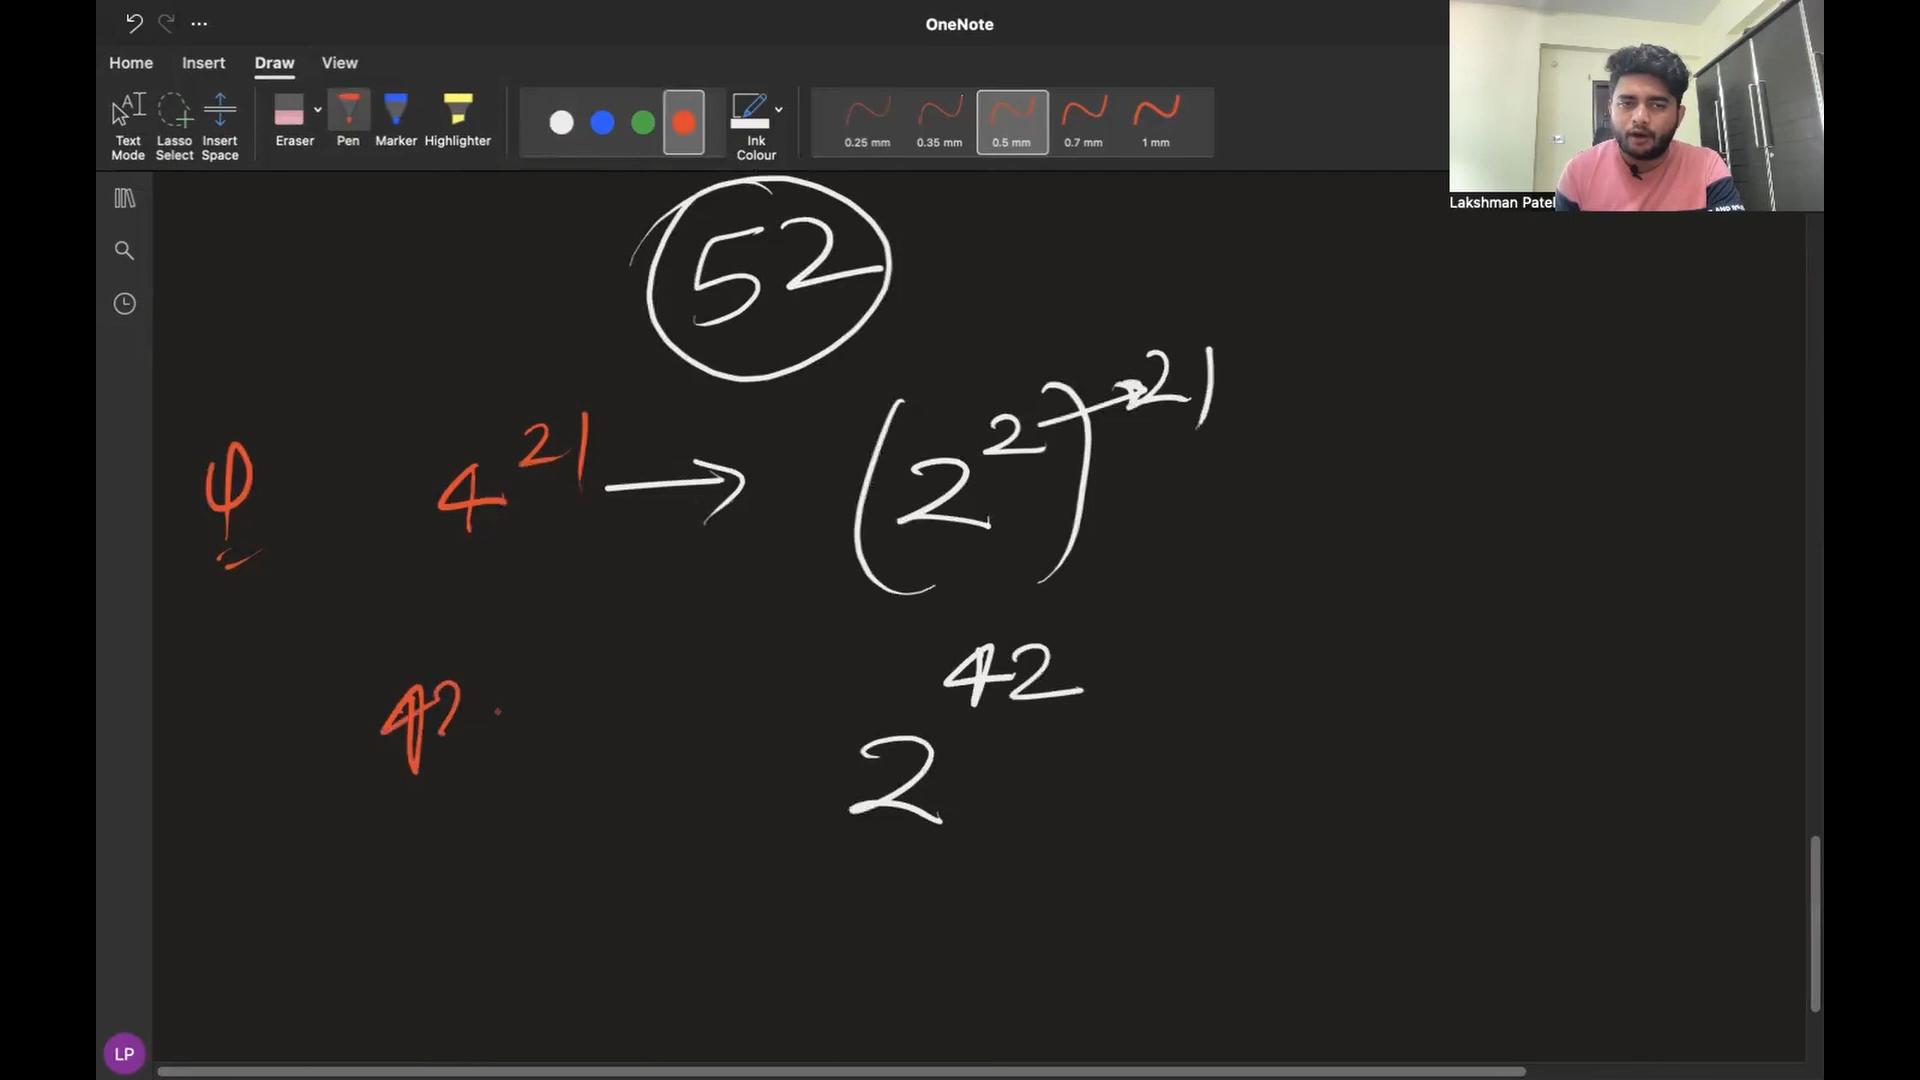 OneNote
Home Insert Draw View
Text Mode Lasso Select Insert Space Eraser Pen Marker Highlighter Ink Colour 0.25 mm 0.35 mm 0.5 mm 0.7 mm 1 mm
Lakshman Patel
52
φ 4^21 → (2^2)^21
42
2^42
LP